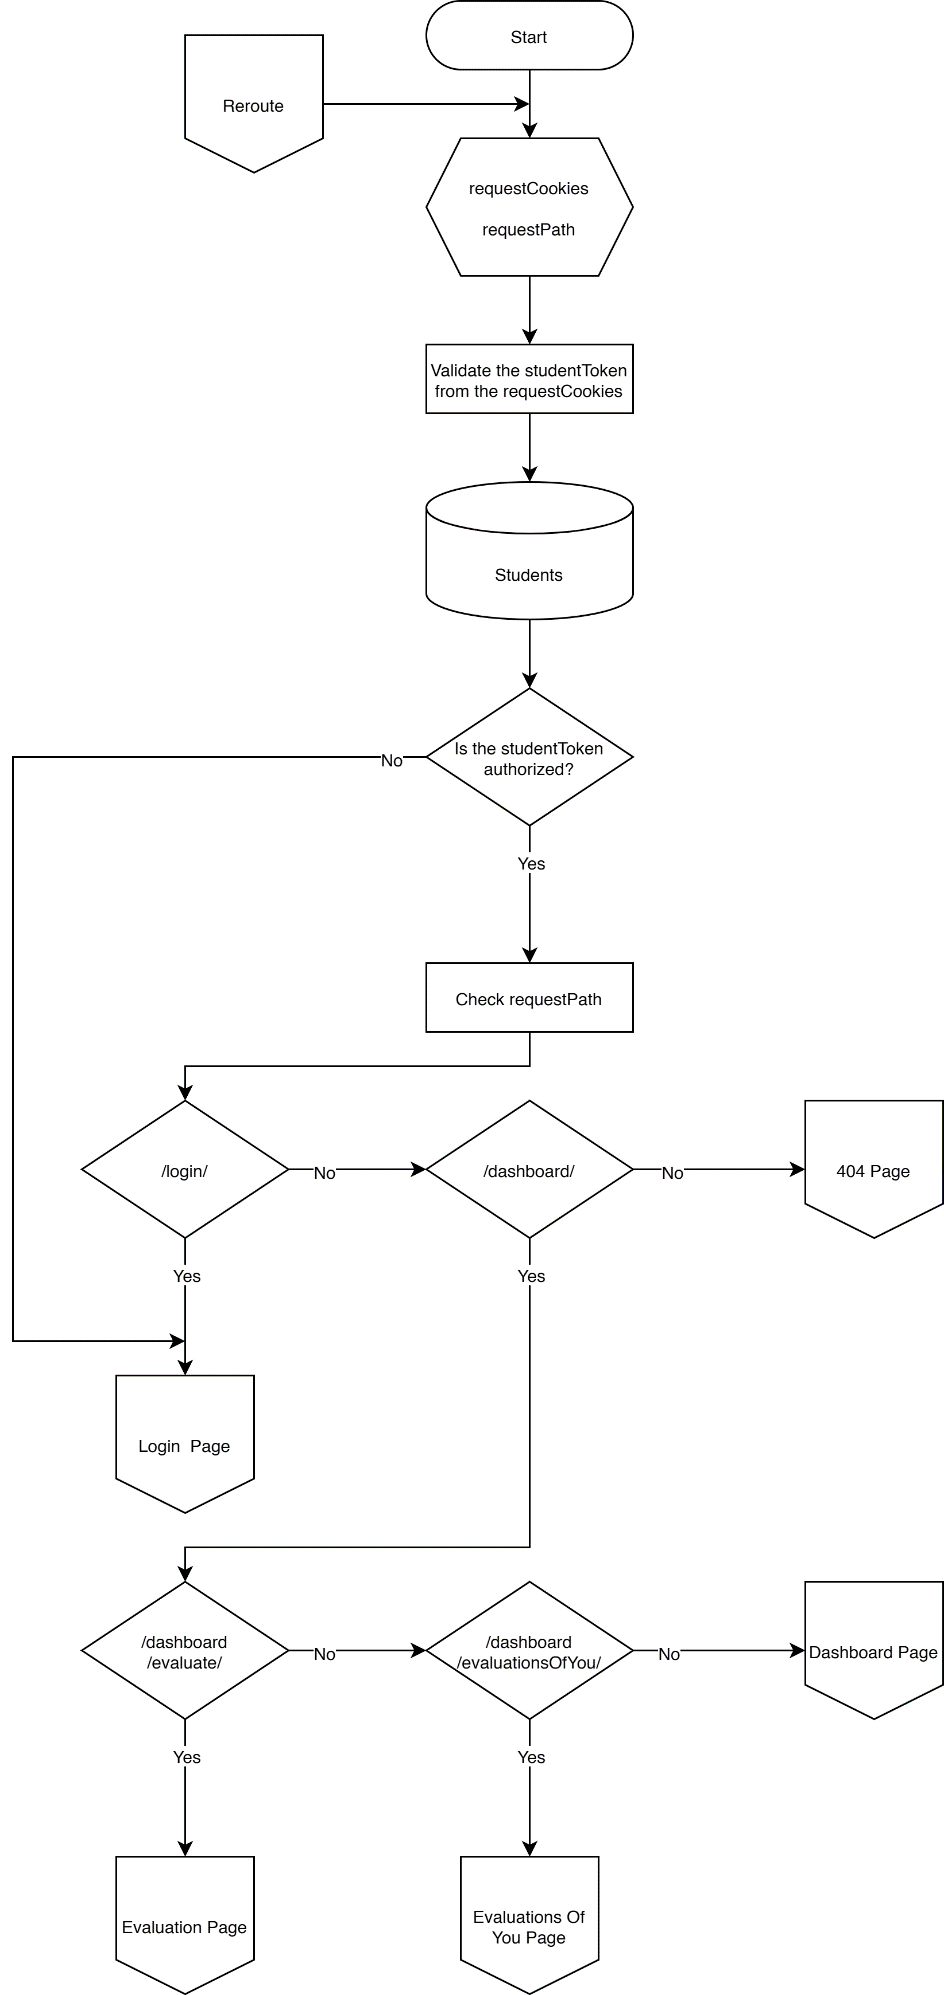 Start
Reroute
requestCookies
requestPath
Validate the studentToken
from the requestCookies
Students
Is the studentToken
authorized?
No
Yes
Check requestPath
/login/
No
/dashboard/
No
404 Page
Yes
Yes
Login  Page
/dashboard
/evaluate/
No
/dashboard
/evaluationsOfYou/
No
Dashboard Page
Yes
Yes
Evaluation Page
Evaluations Of
You Page